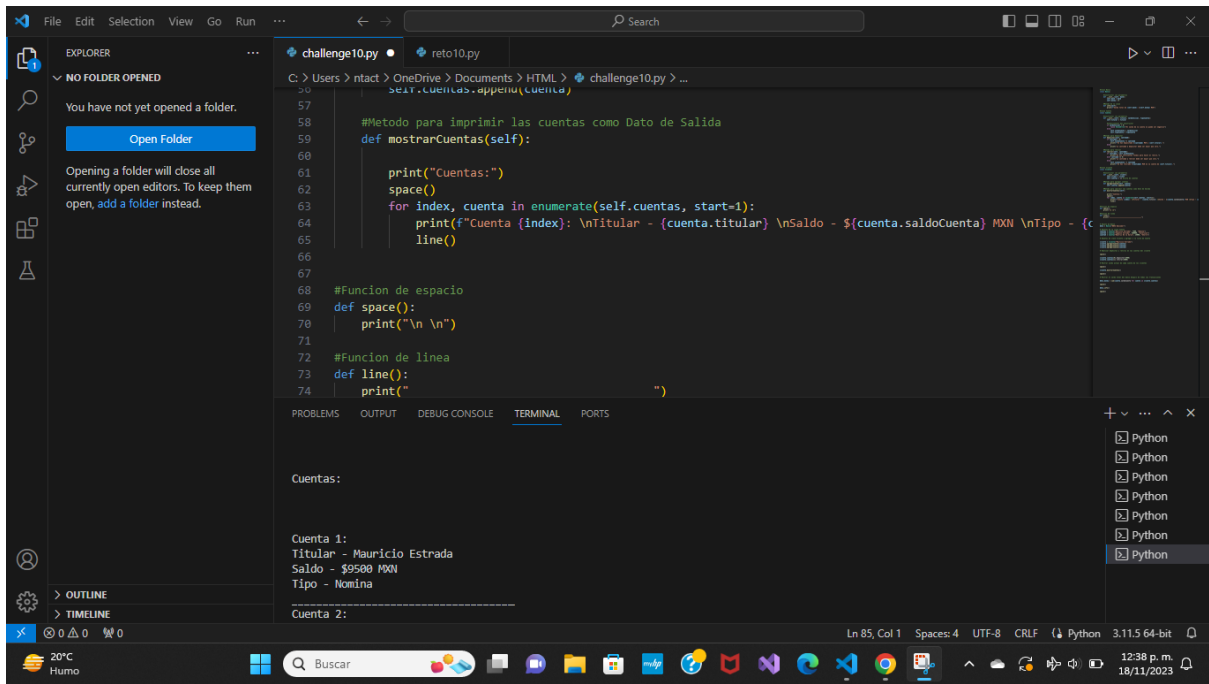 File Edit Selection View Go Run ··· Search
EXPLORER ···
NO FOLDER OPENED
You have not yet opened a folder.
Open Folder
Opening a folder will close all
currently open editors. To keep them
open, add a folder instead.
OUTLINE
TIMELINE
challenge10.py ● reto10.py
C: > Users > ntact > OneDrive > Documents > HTML > challenge10.py > ...
56 self.cuentas.append(cuenta)
57
58 #Metodo para imprimir las cuentas como Dato de Salida
59 def mostrarCuentas(self):
60
61 print("Cuentas:")
62 space()
63 for index, cuenta in enumerate(self.cuentas, start=1):
64 print(f"Cuenta {index}: \nTitular - {cuenta.titular} \nSaldo - ${cuenta.saldoCuenta} MXN \nTipo - {c
65 line()
66
67
68 #Funcion de espacio
69 def space():
70 print("\n \n")
71
72 #Funcion de linea
73 def line():
74 print(" ")
PROBLEMS OUTPUT DEBUG CONSOLE TERMINAL PORTS
Cuentas:
Cuenta 1:
Titular - Mauricio Estrada
Saldo - $9500 MXN
Tipo - Nomina
_____________________________________
Cuenta 2:
Python
Python
Python
Python
Python
Python
Python
0 0 0 Ln 85, Col 1 Spaces: 4 UTF-8 CRLF Python 3.11.5 64-bit
20°C
Humo
Buscar
12:38 p. m.
18/11/2023